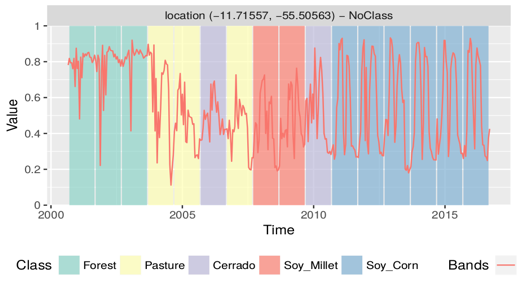 location (−11.71557, −55.50563) − NoClass
1
0.8
0.6
0.4
0.2
0
Value
2000 2005 2010 2015
Time
Class Forest Pasture Cerrado Soy_Millet Soy_Corn Bands